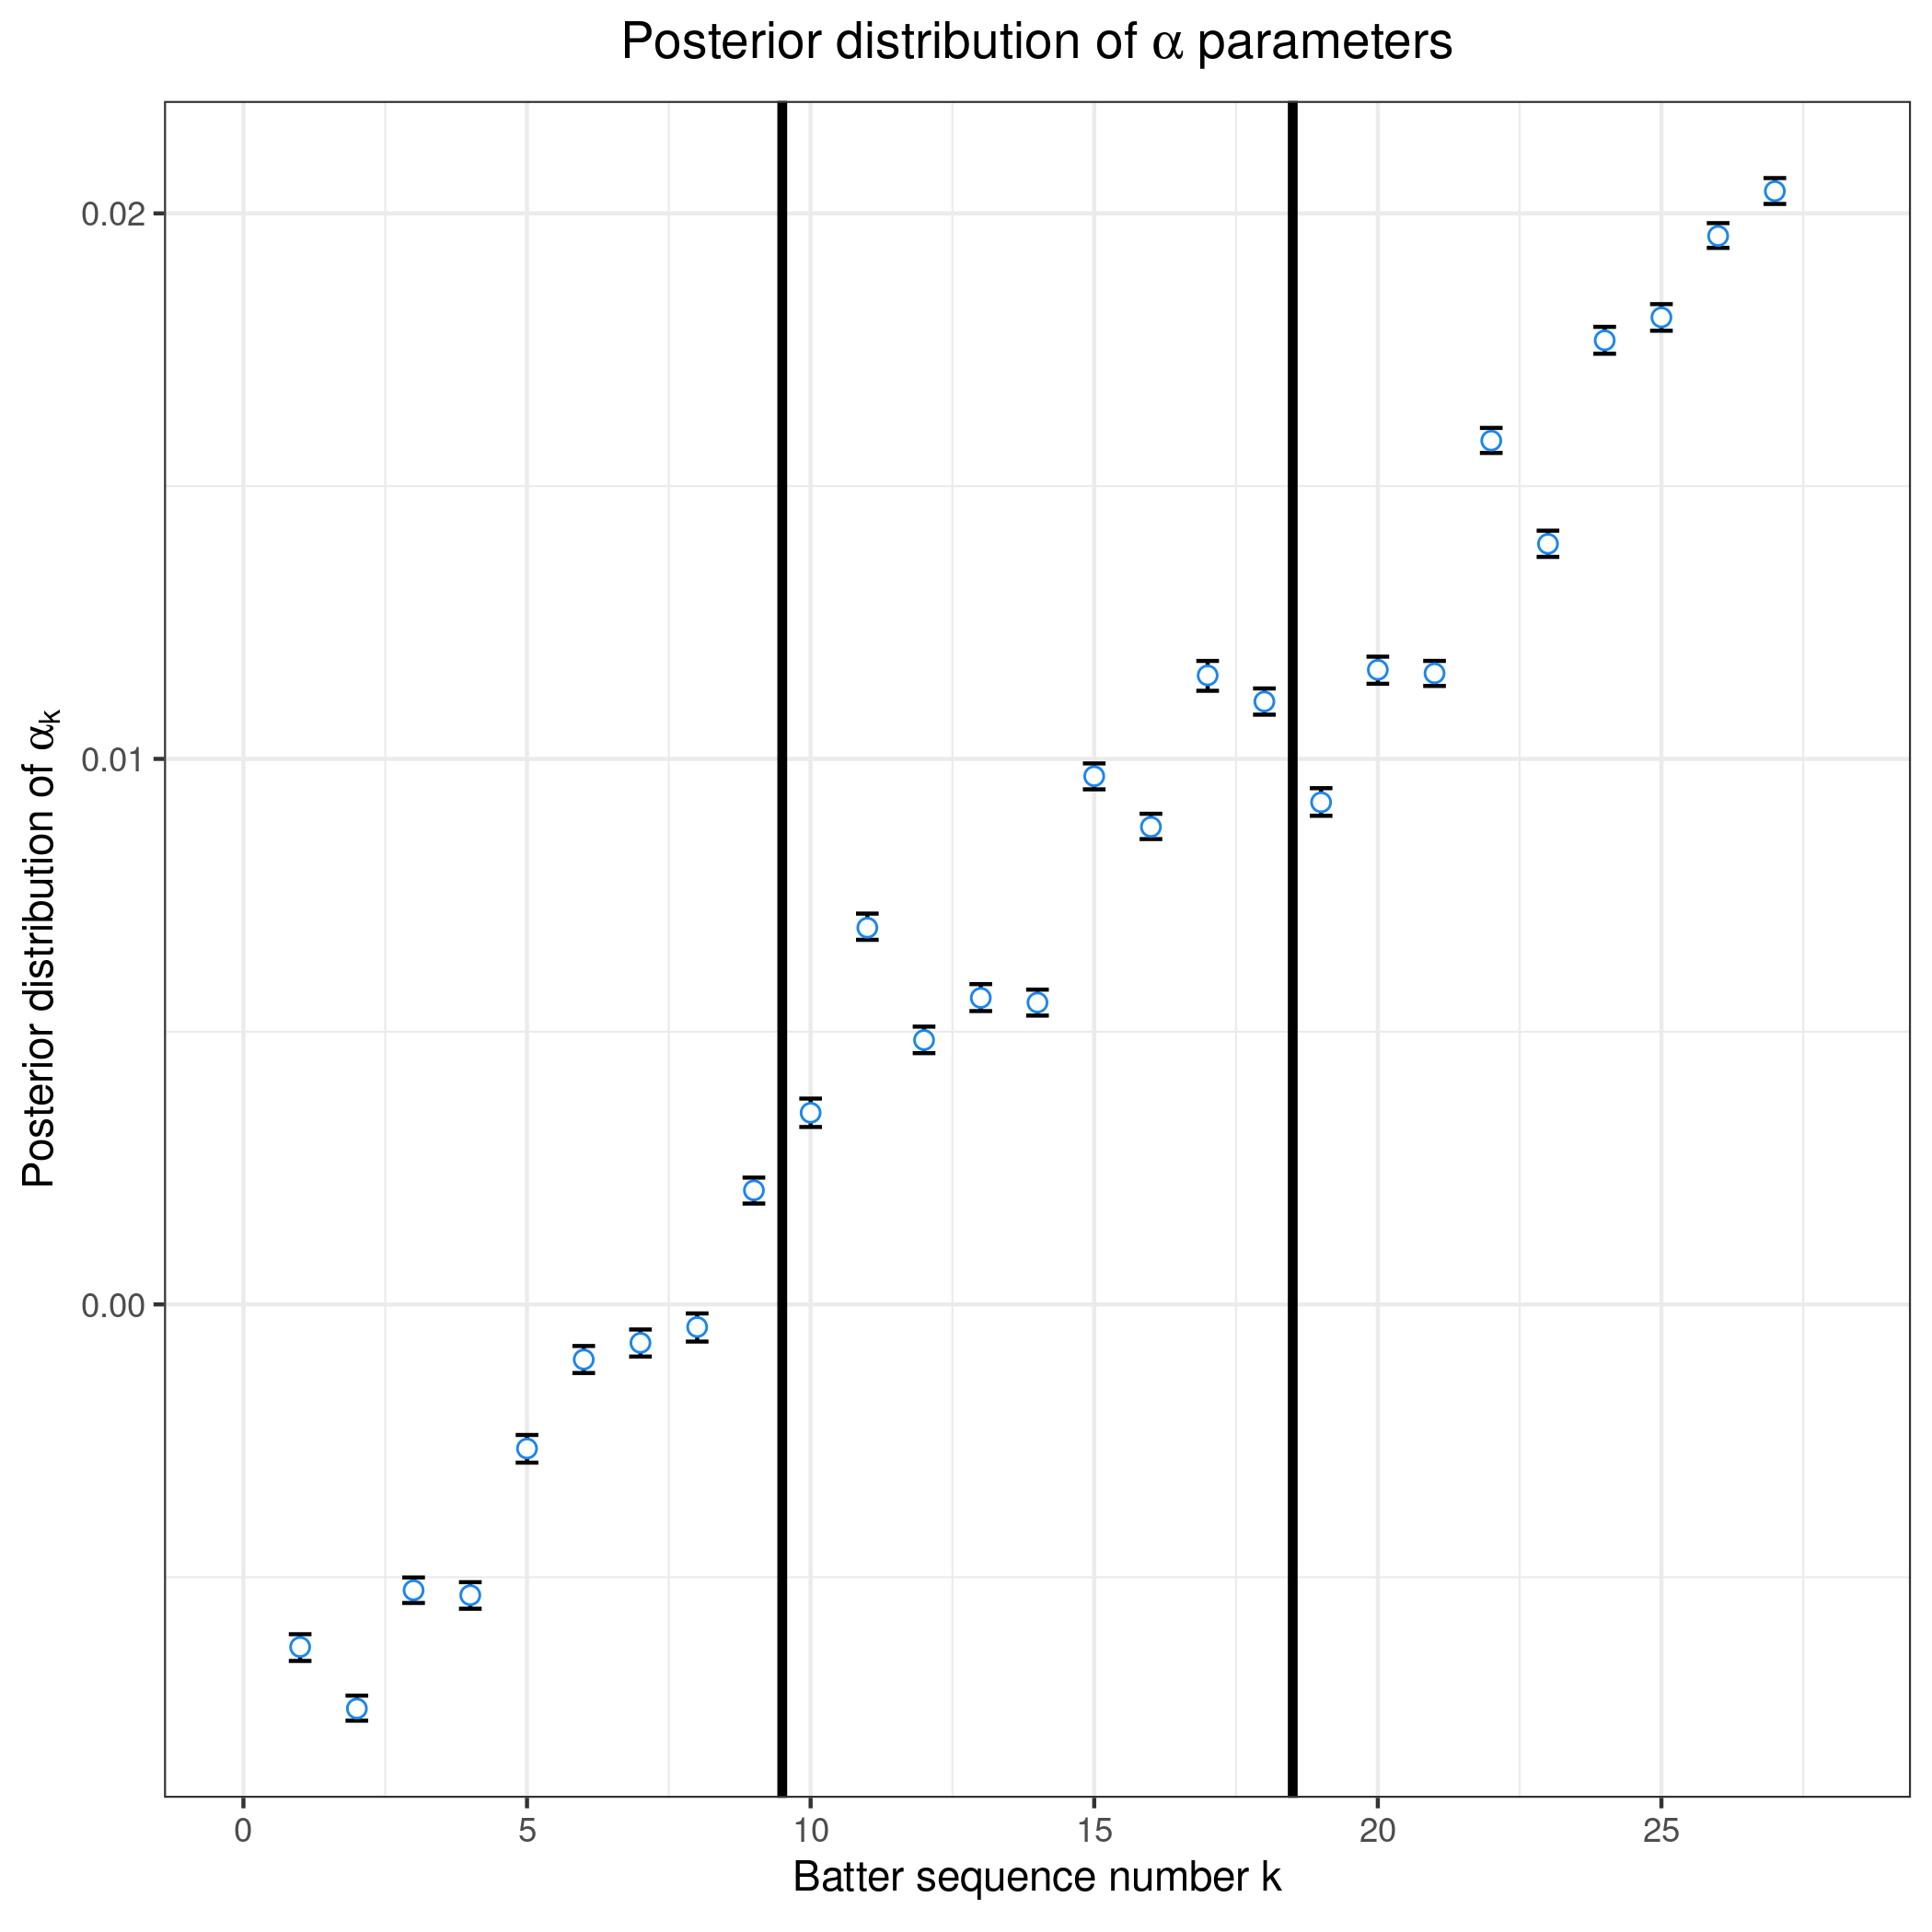 Posterior distribution of α parameters
Posterior distribution of αk
0.02
0.01
0.00
0 5 10 15 20 25
Batter sequence number k